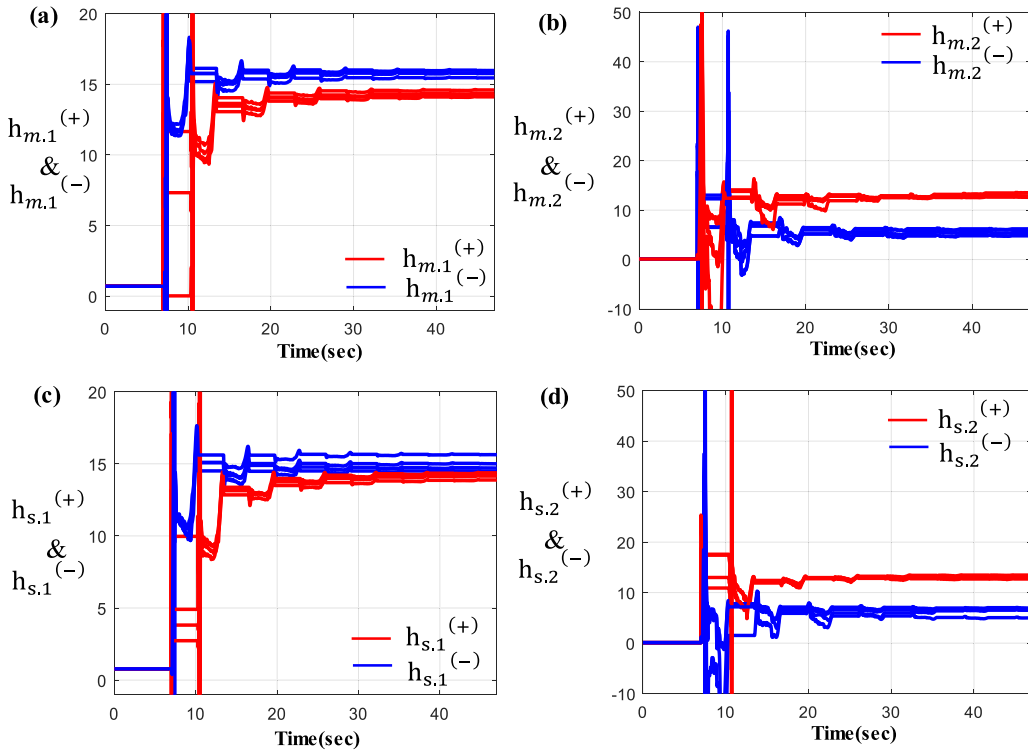 (a)
20
15
10
5
0
h_{m.1}^{(+)}
&
h_{m.1}^{(-)}
h_{m.1}^{(+)}
h_{m.1}^{(-)}
0 10 20 30 40
Time(sec)
(b)
50
40
30
20
10
0
-10
h_{m.2}^{(+)}
&
h_{m.2}^{(-)}
h_{m.2}^{(+)}
h_{m.2}^{(-)}
0 10 20 30 40
Time(sec)
(c)
20
15
10
5
0
h_{s.1}^{(+)}
&
h_{s.1}^{(-)}
h_{s.1}^{(+)}
h_{s.1}^{(-)}
0 10 20 30 40
Time(sec)
(d)
50
40
30
20
10
0
-10
h_{s.2}^{(+)}
&
h_{s.2}^{(-)}
h_{s.2}^{(+)}
h_{s.2}^{(-)}
0 10 20 30 40
Time(sec)